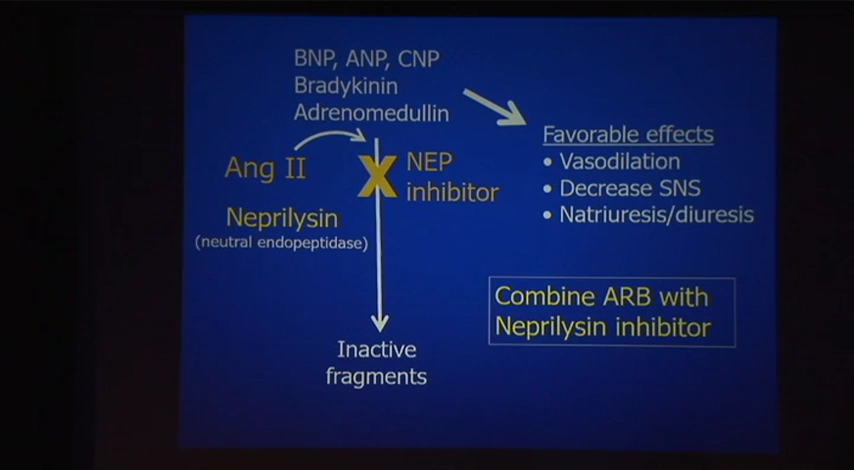 BNP, ANP, CNP
Bradykinin
Adrenomedullin
Favorable effects
• Vasodilation
• Decrease SNS
• Natriuresis/diuresis
Ang II
X
NEP
inhibitor
Neprilysin
(neutral endopeptidase)
Combine ARB with
Neprilysin inhibitor
Inactive
fragments